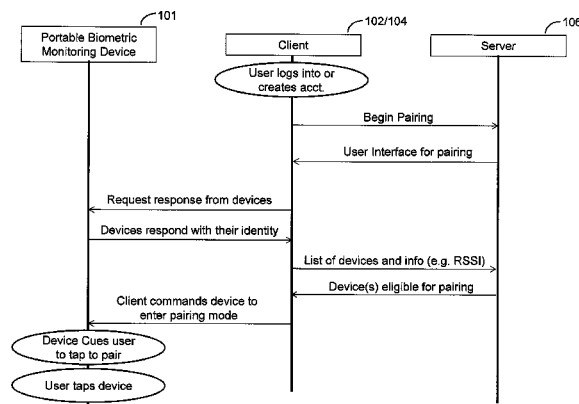 101
102/104
106
Portable Biometric
Monitoring Device
Client
Server
User logs into or
creates acct.
Begin Pairing
User Interface for pairing
Request response from devices
Devices respond with their identity
List of devices and info (e.g. RSSI)
Device(s) eligible for pairing
Client commands device to
enter pairing mode
Device Cues user
to tap to pair
User taps device